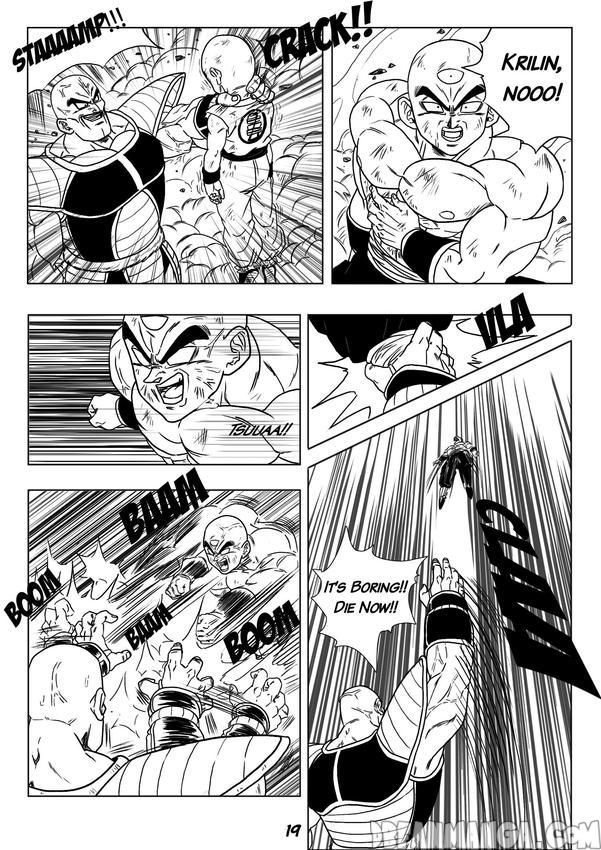 STAAAAMP!!!
CRACK!!
KRILIN,
NOOO!
TSUUAA!!
VLA
BAAM
BOOM
BAAM
BOOM
IT'S BORING!!
DIE NOW!!
19